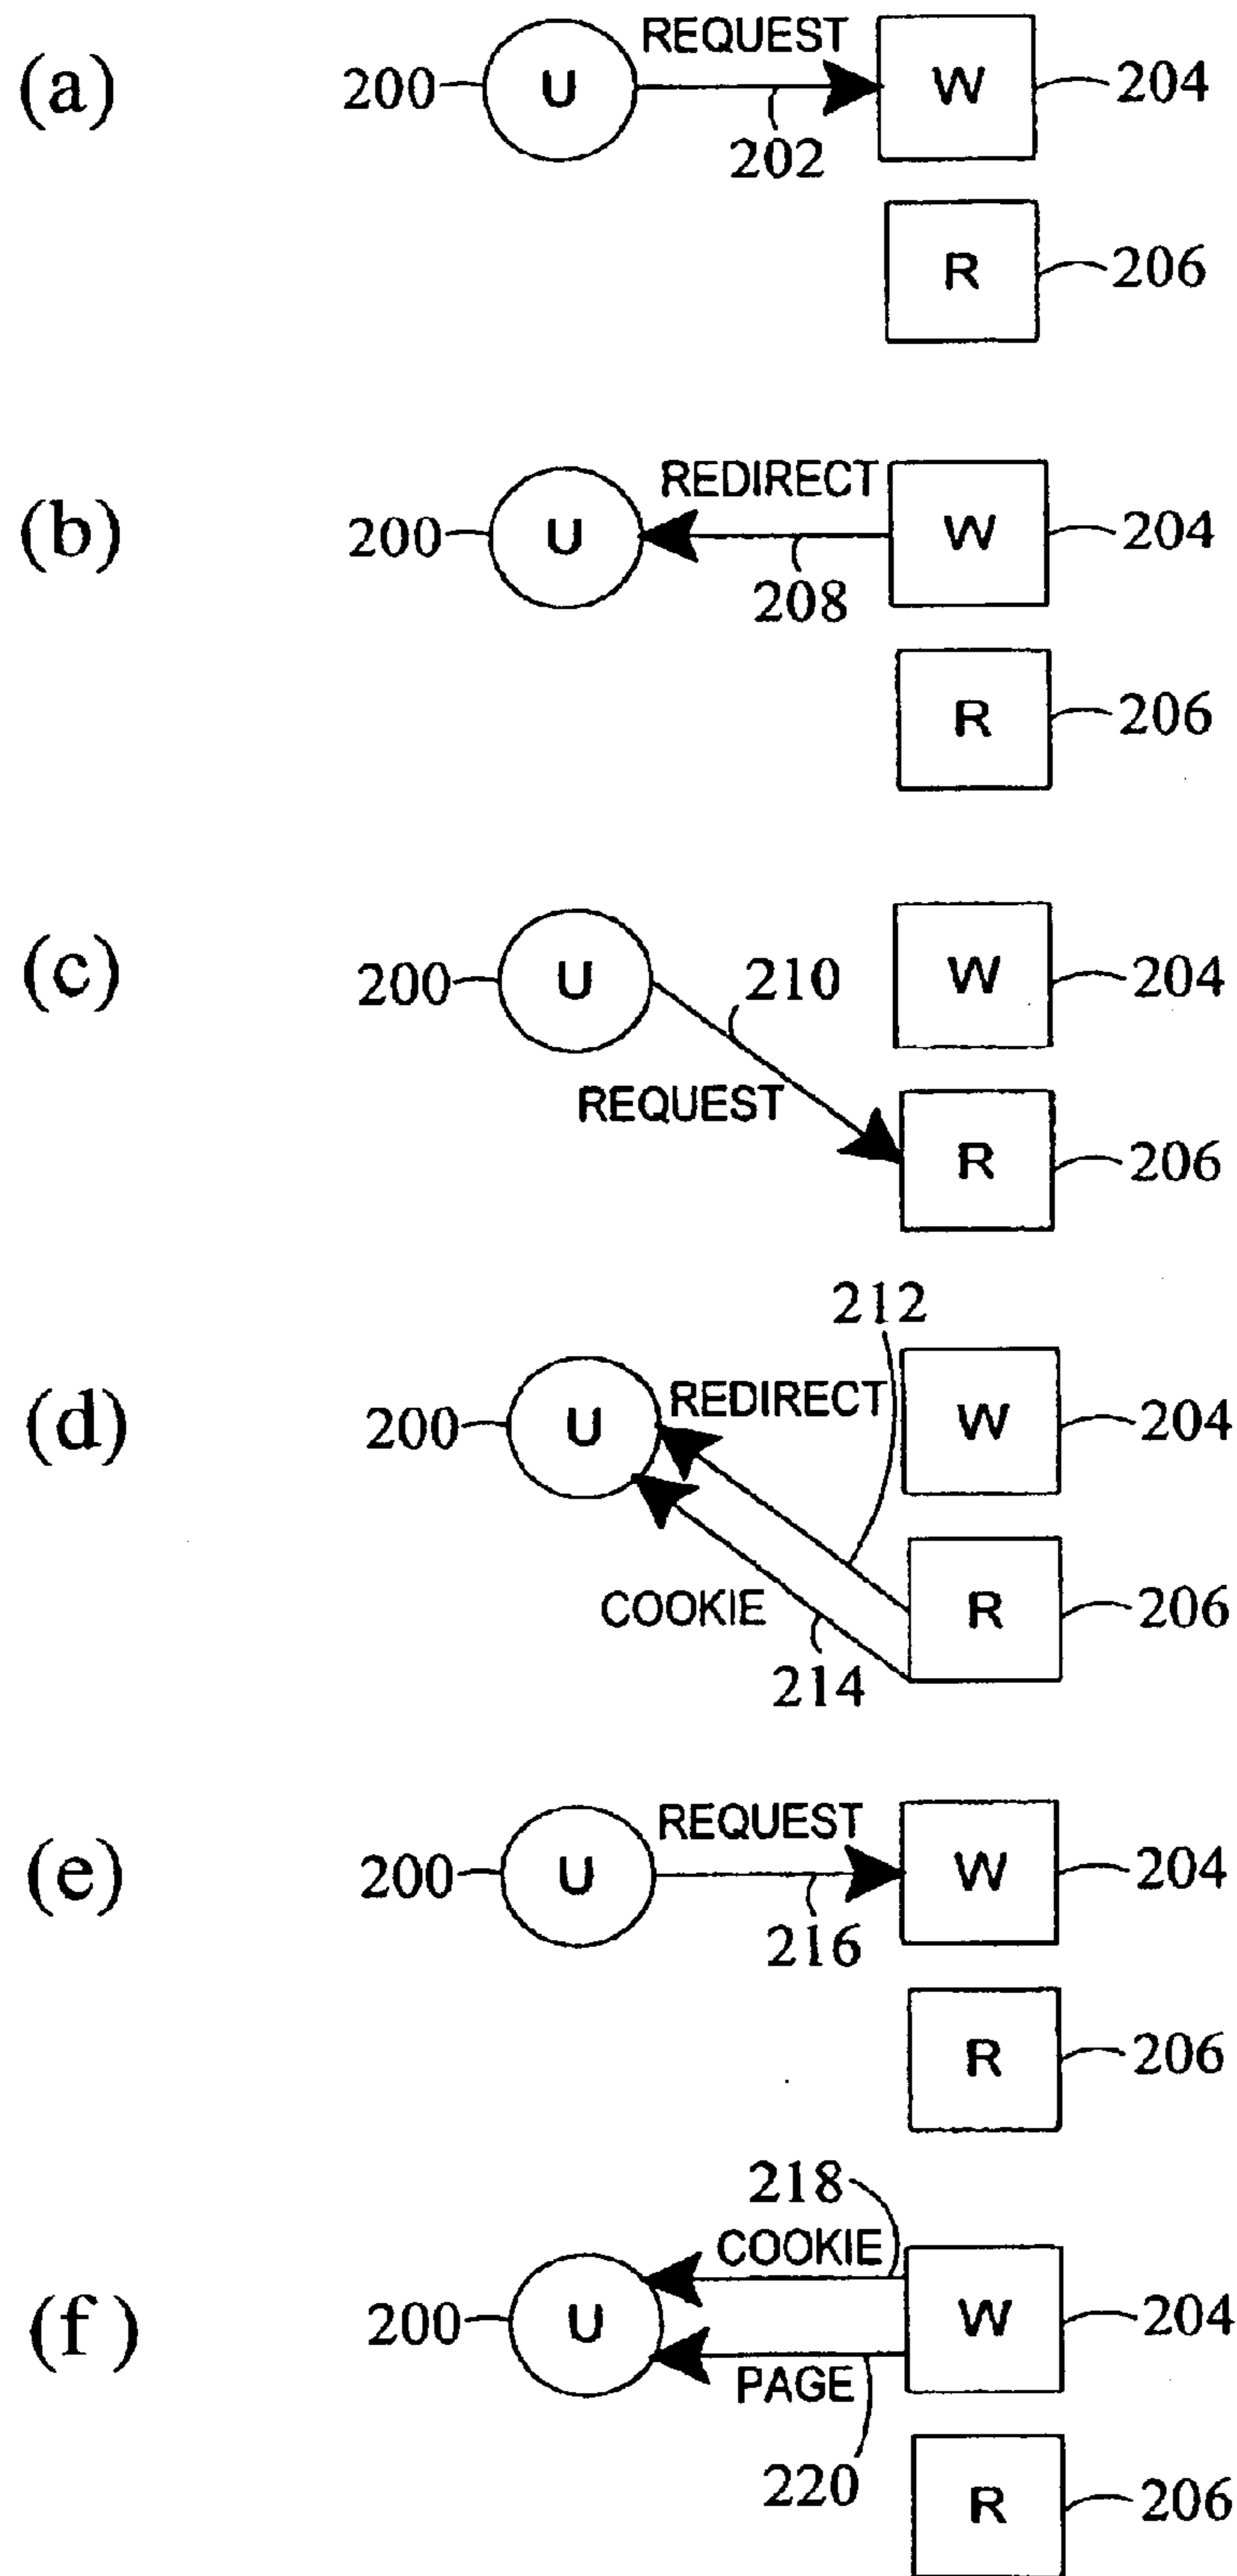 (a)
REQUEST
200 U W 204
202
R 206
(b)
REDIRECT
200 U W 204
208
R 206
(c)
200 U 210 W 204
REQUEST
R 206
(d)
212
REDIRECT
200 U W 204
COOKIE
R 206
214
(e)
REQUEST
200 U W 204
216
R 206
(f)
218
COOKIE
200 U W 204
PAGE
220
R 206